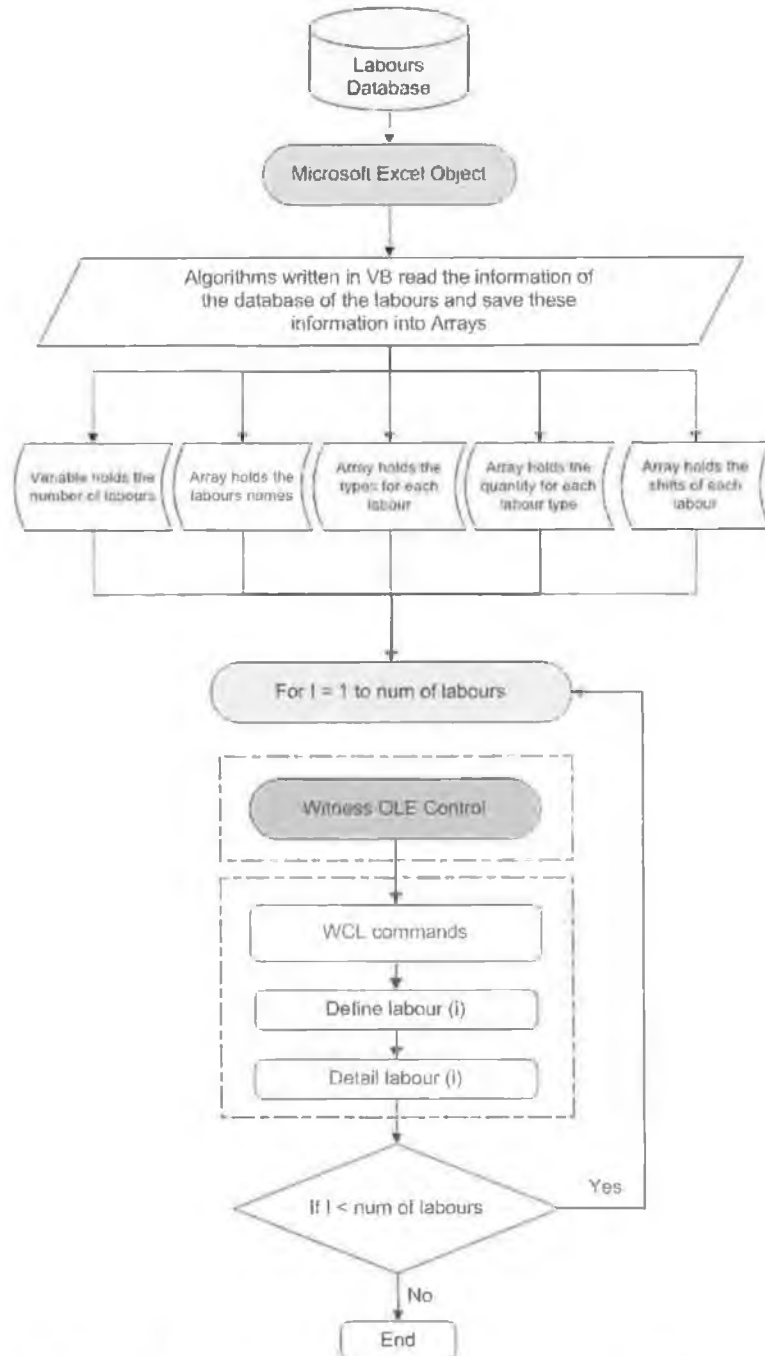 Labours
Database
Microsoft Excel Object
Algorithms written in VB read the information of
the database of the labours and save these
information into Arrays
Variable holds the
number of labours
Array holds the
labours names
Array holds the
types for each
labour
Array holds the
quantity for each
labour type
Array holds the
shifts of each
labour
For I = 1 to num of labours
Witness OLE Control
WCL commands
Define labour (i)
Detail labour (i)
If I < num of labours
Yes
No
End